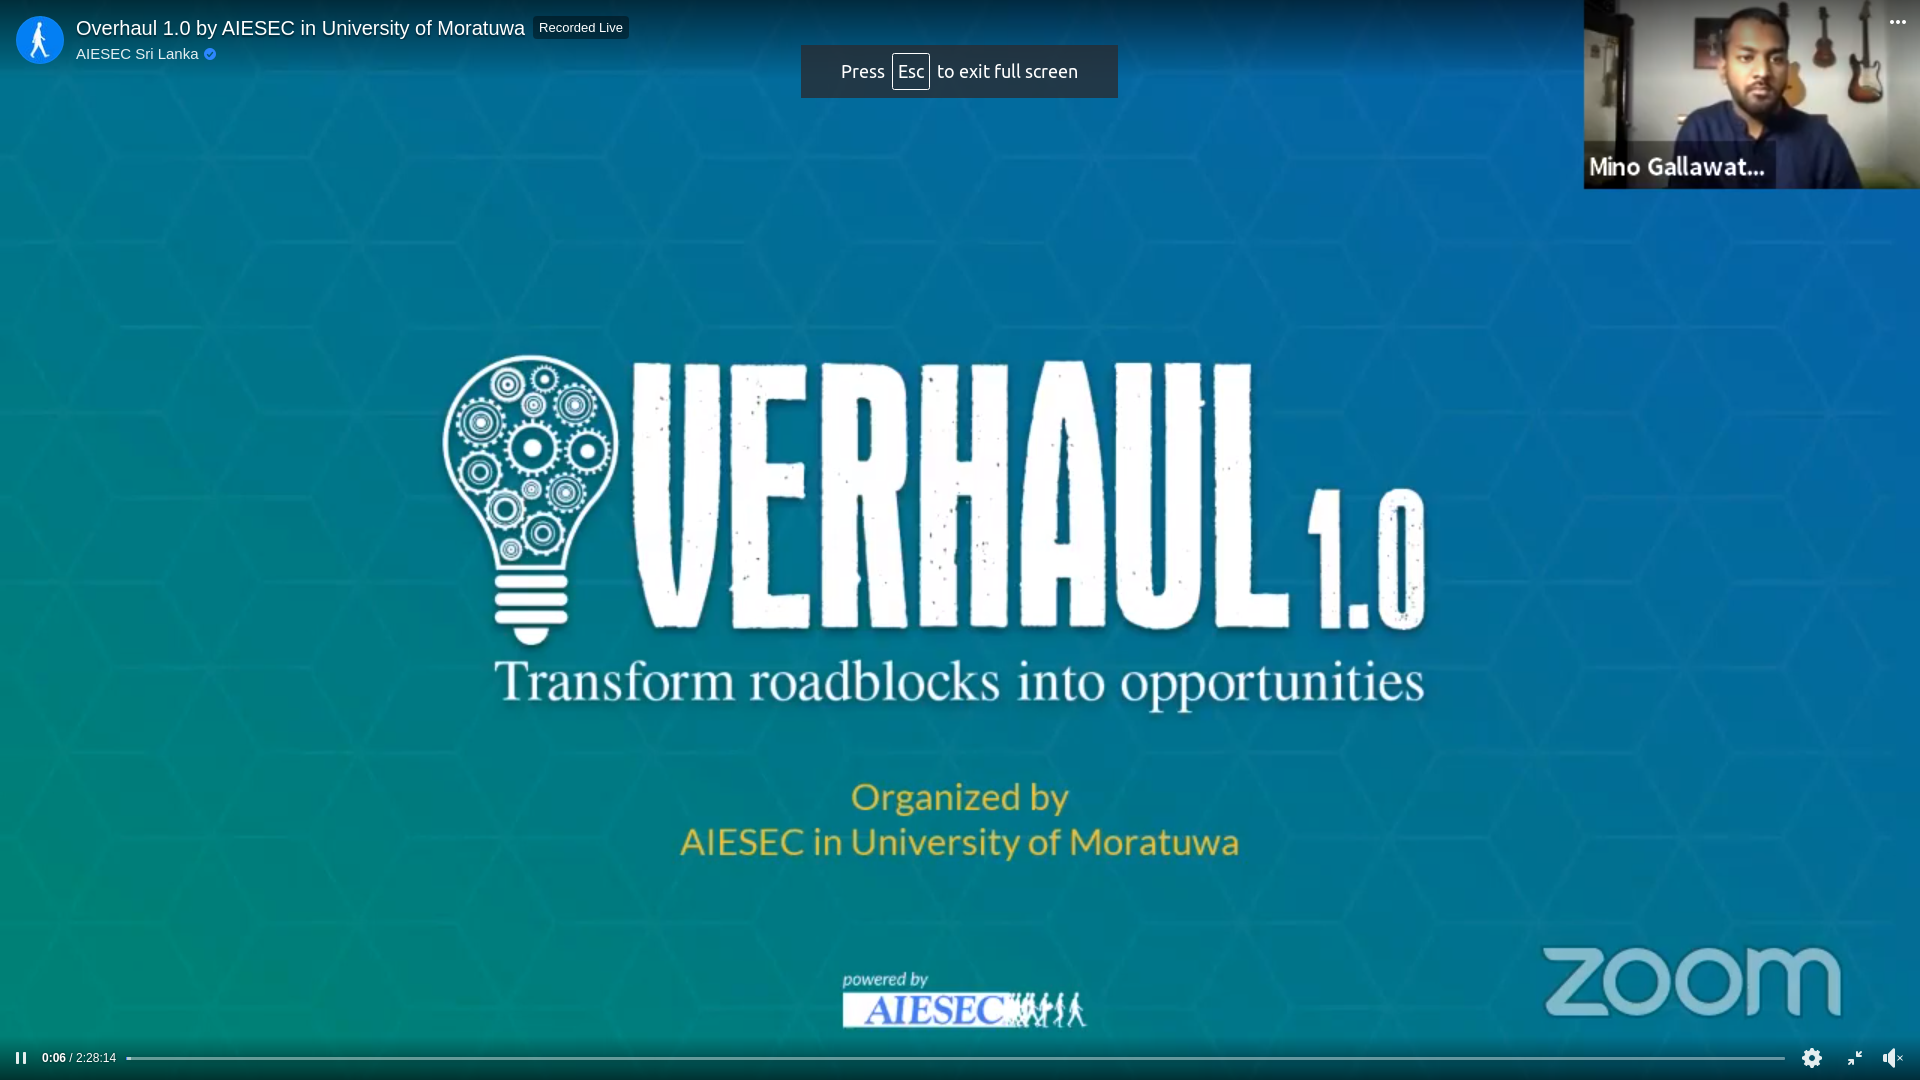 Overhaul 1.0 by AIESEC in University of Moratuwa Recorded Live
AIESEC Sri Lanka
Press Esc to exit full screen
Mino Gallawat...
VERHAUL 1.0
Transform roadblocks into opportunities
Organized by
AIESEC in University of Moratuwa
powered by
AIESEC
zoom
0:06 / 2:28:14